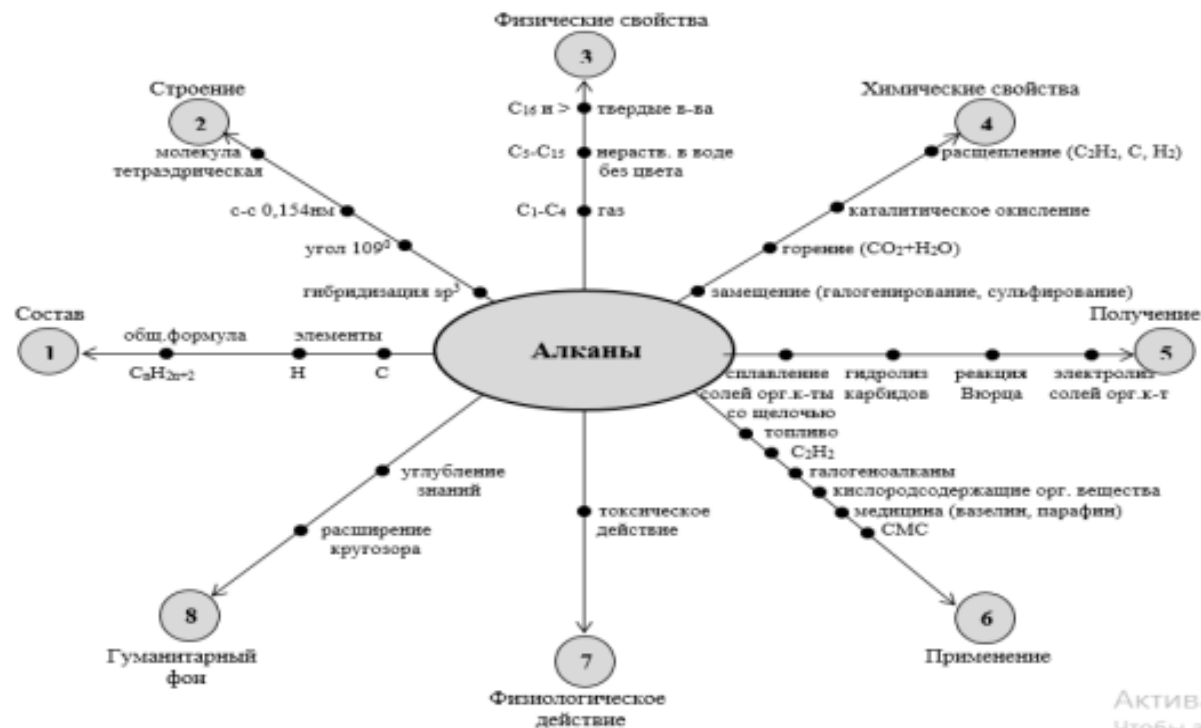 Физические свойства
3
C₁₆ и > твердые в-ва
C₅-C₁₅ нераств. в воде
без цвета
C₁-C₄ газ
Строение
2
молекула
тетраэдрическая
с-с 0,154нм
угол 109⁰
гибридизация sp³
Химические свойства
4
расщепление (C₂H₂, C, H₂)
каталитическое окисление
горение (CO₂+H₂O)
замещение (галогенирование, сульфирование)
Состав
1
общ.формула элементы
CₙH₂ₙ₊₂ H C
Алканы
Получение
5
сплавление
солей орг.к-ты
со щелочью
гидролиз
карбидов
реакция
Вюрца
электролиз
солей орг.к-т
топливо
C₂H₂
галогеноалканы
кислородсодержащие орг. вещества
медицина (вазелин, парафин)
СМС
6
Применение
токсическое
действие
7
Физиологическое
действие
углубление
знаний
расширение
кругозора
8
Гуманитарный
фон
Актив